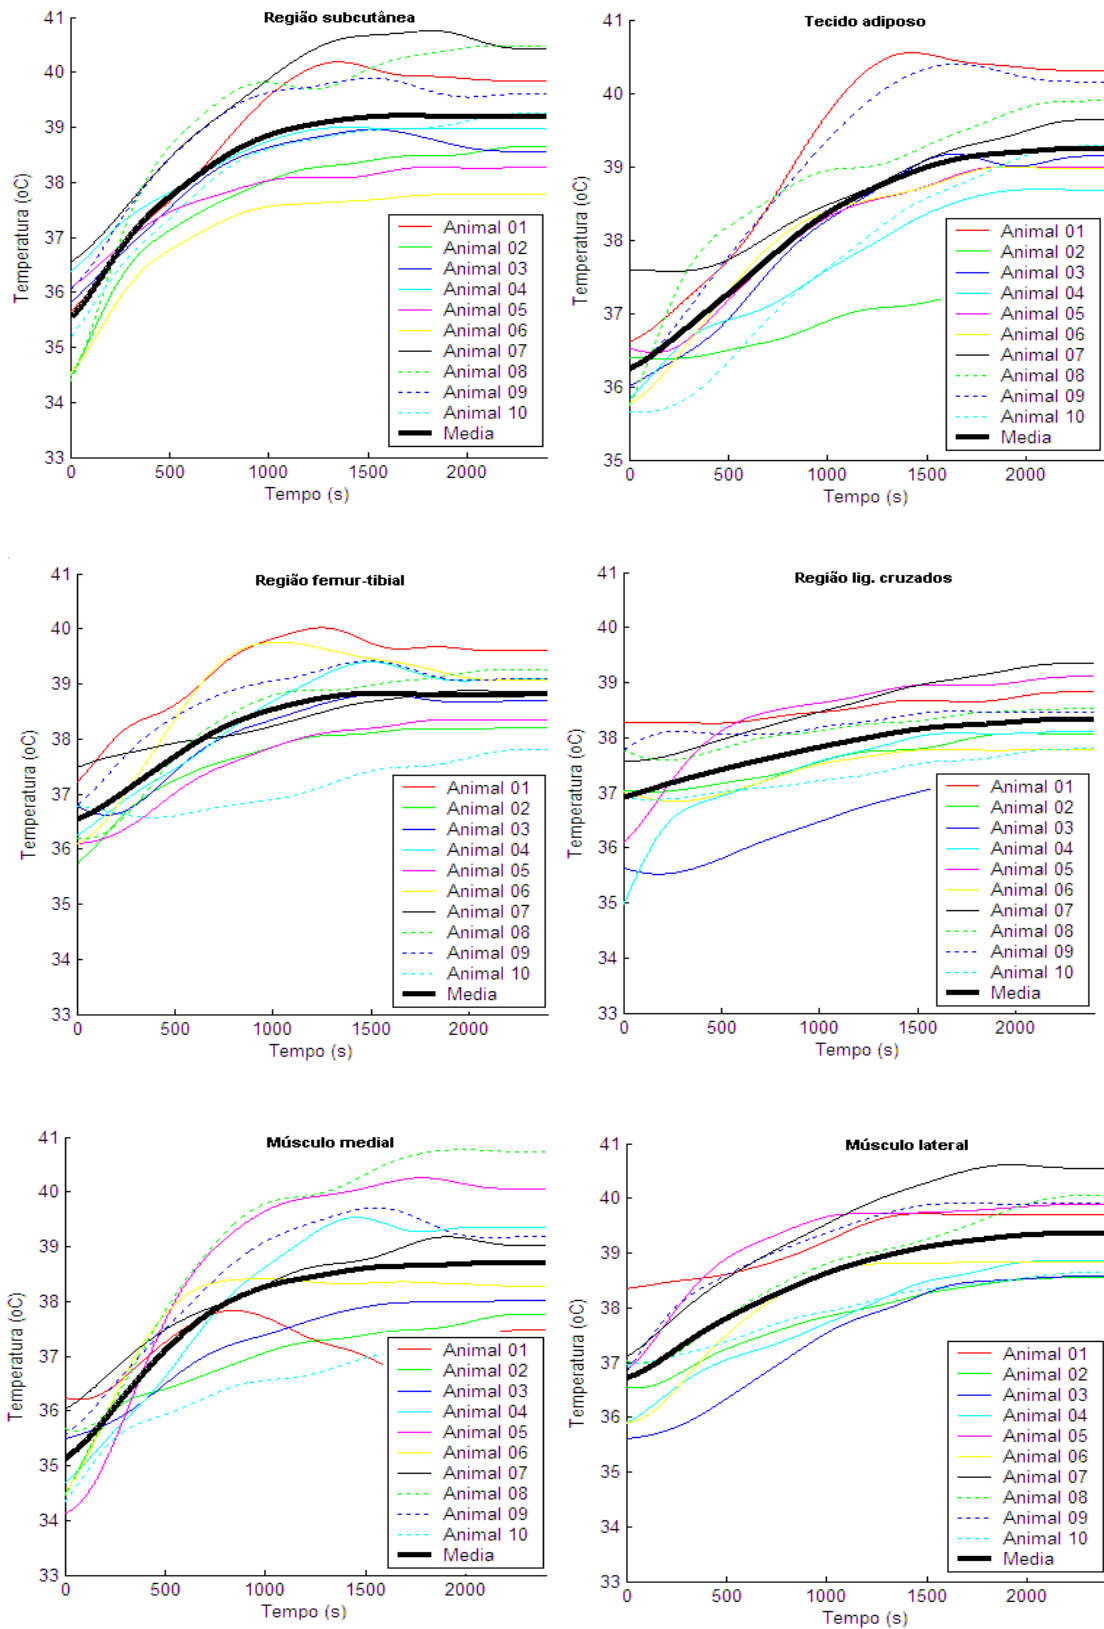 Região subcutânea
41
40
39
38
37
36
35
34
33
Temperatura (oC)
0 500 1000 1500 2000
Tempo (s)
Animal 01
Animal 02
Animal 03
Animal 04
Animal 05
Animal 06
Animal 07
Animal 08
Animal 09
Animal 10
Media
Tecido adiposo
41
40
39
38
37
36
35
Temperatura (oC)
0 500 1000 1500 2000
Tempo (s)
Animal 01
Animal 02
Animal 03
Animal 04
Animal 05
Animal 06
Animal 07
Animal 08
Animal 09
Animal 10
Media
Região femur-tibial
41
40
39
38
37
36
35
34
33
Temperatura (oC)
0 500 1000 1500 2000
Tempo (s)
Animal 01
Animal 02
Animal 03
Animal 04
Animal 05
Animal 06
Animal 07
Animal 08
Animal 09
Animal 10
Media
Região lig. cruzados
41
40
39
38
37
36
35
34
33
Temperatura (oC)
0 500 1000 1500 2000
Tempo (s)
Animal 01
Animal 02
Animal 03
Animal 04
Animal 05
Animal 06
Animal 07
Animal 08
Animal 09
Animal 10
Media
Músculo medial
41
40
39
38
37
36
35
34
33
Temperatura (oC)
0 500 1000 1500 2000
Tempo (s)
Animal 01
Animal 02
Animal 03
Animal 04
Animal 05
Animal 06
Animal 07
Animal 08
Animal 09
Animal 10
Media
Músculo lateral
41
40
39
38
37
36
35
34
33
Temperatura (oC)
0 500 1000 1500 2000
Tempo (s)
Animal 01
Animal 02
Animal 03
Animal 04
Animal 05
Animal 06
Animal 07
Animal 08
Animal 09
Animal 10
Media